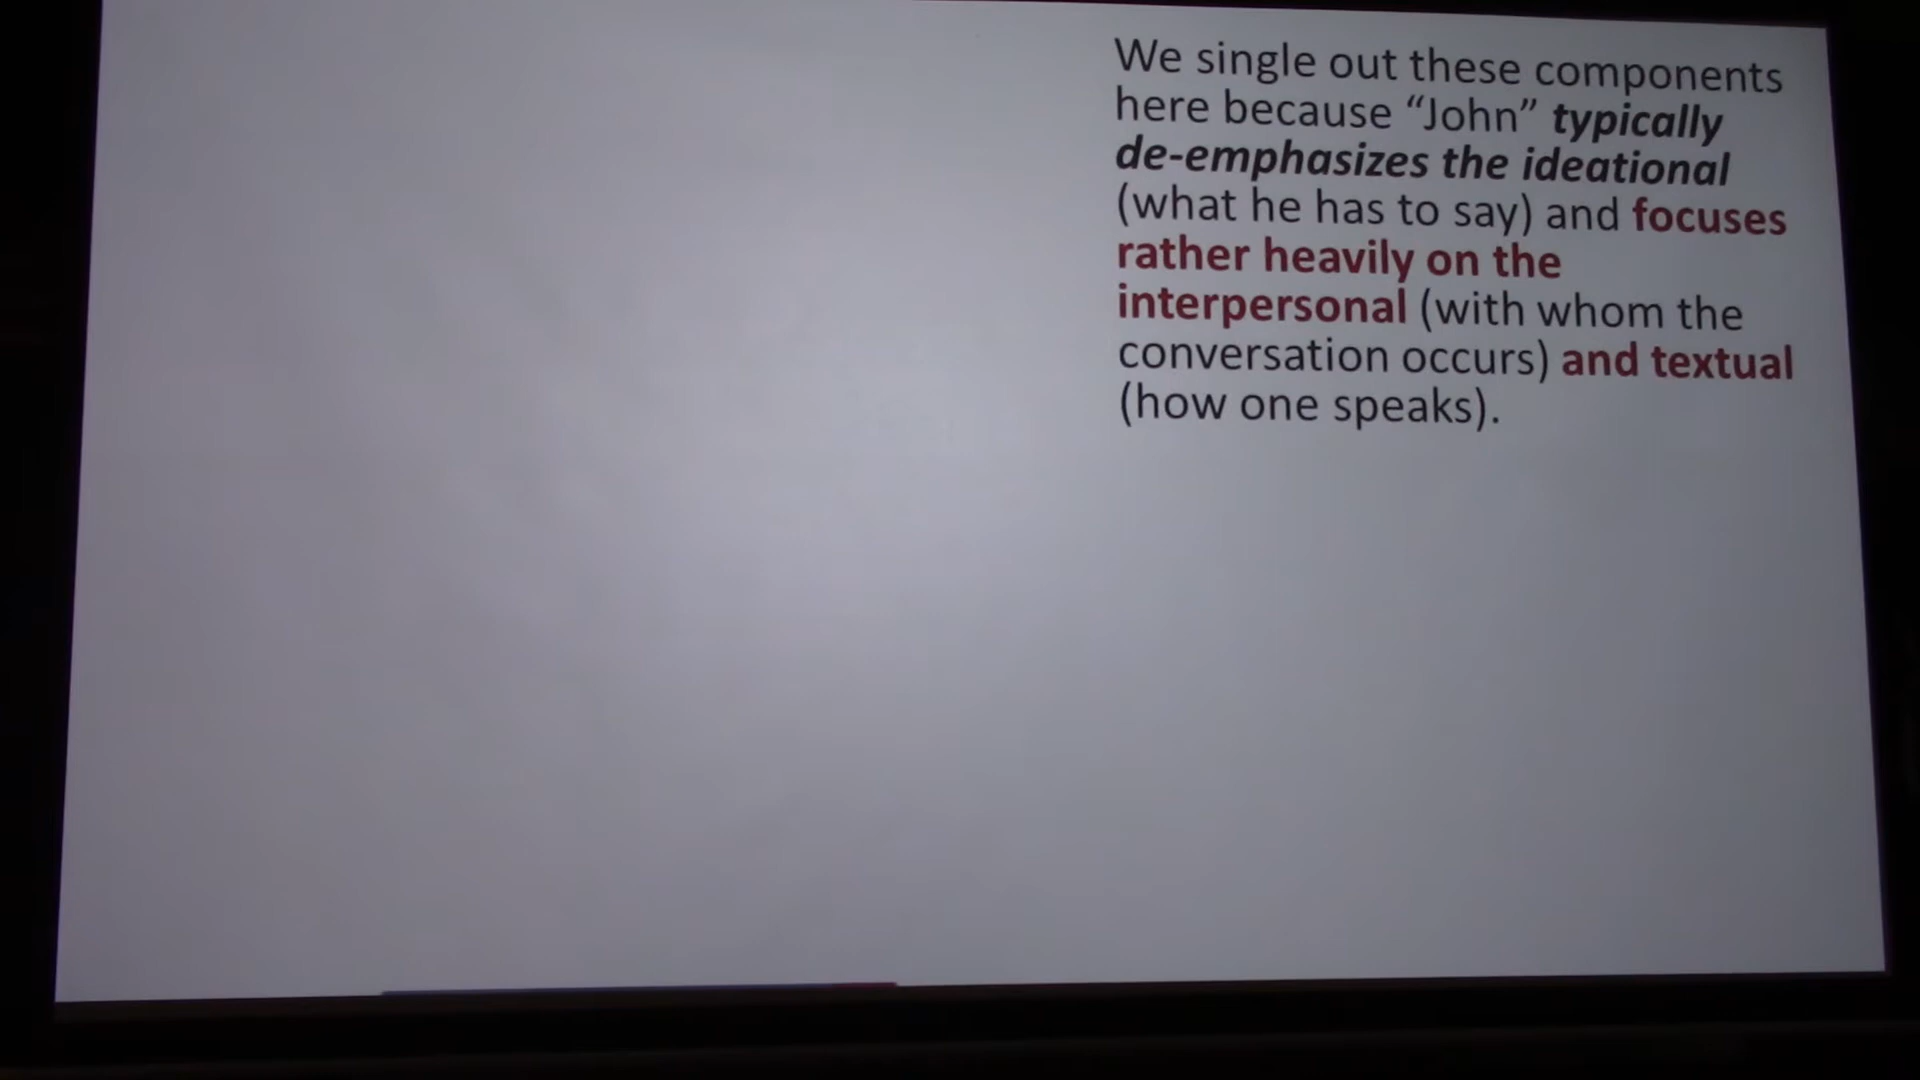 We single out these components
here because “John” typically
de-emphasizes the ideational
(what he has to say) and focuses
rather heavily on the
interpersonal (with whom the
conversation occurs) and textual
(how one speaks).